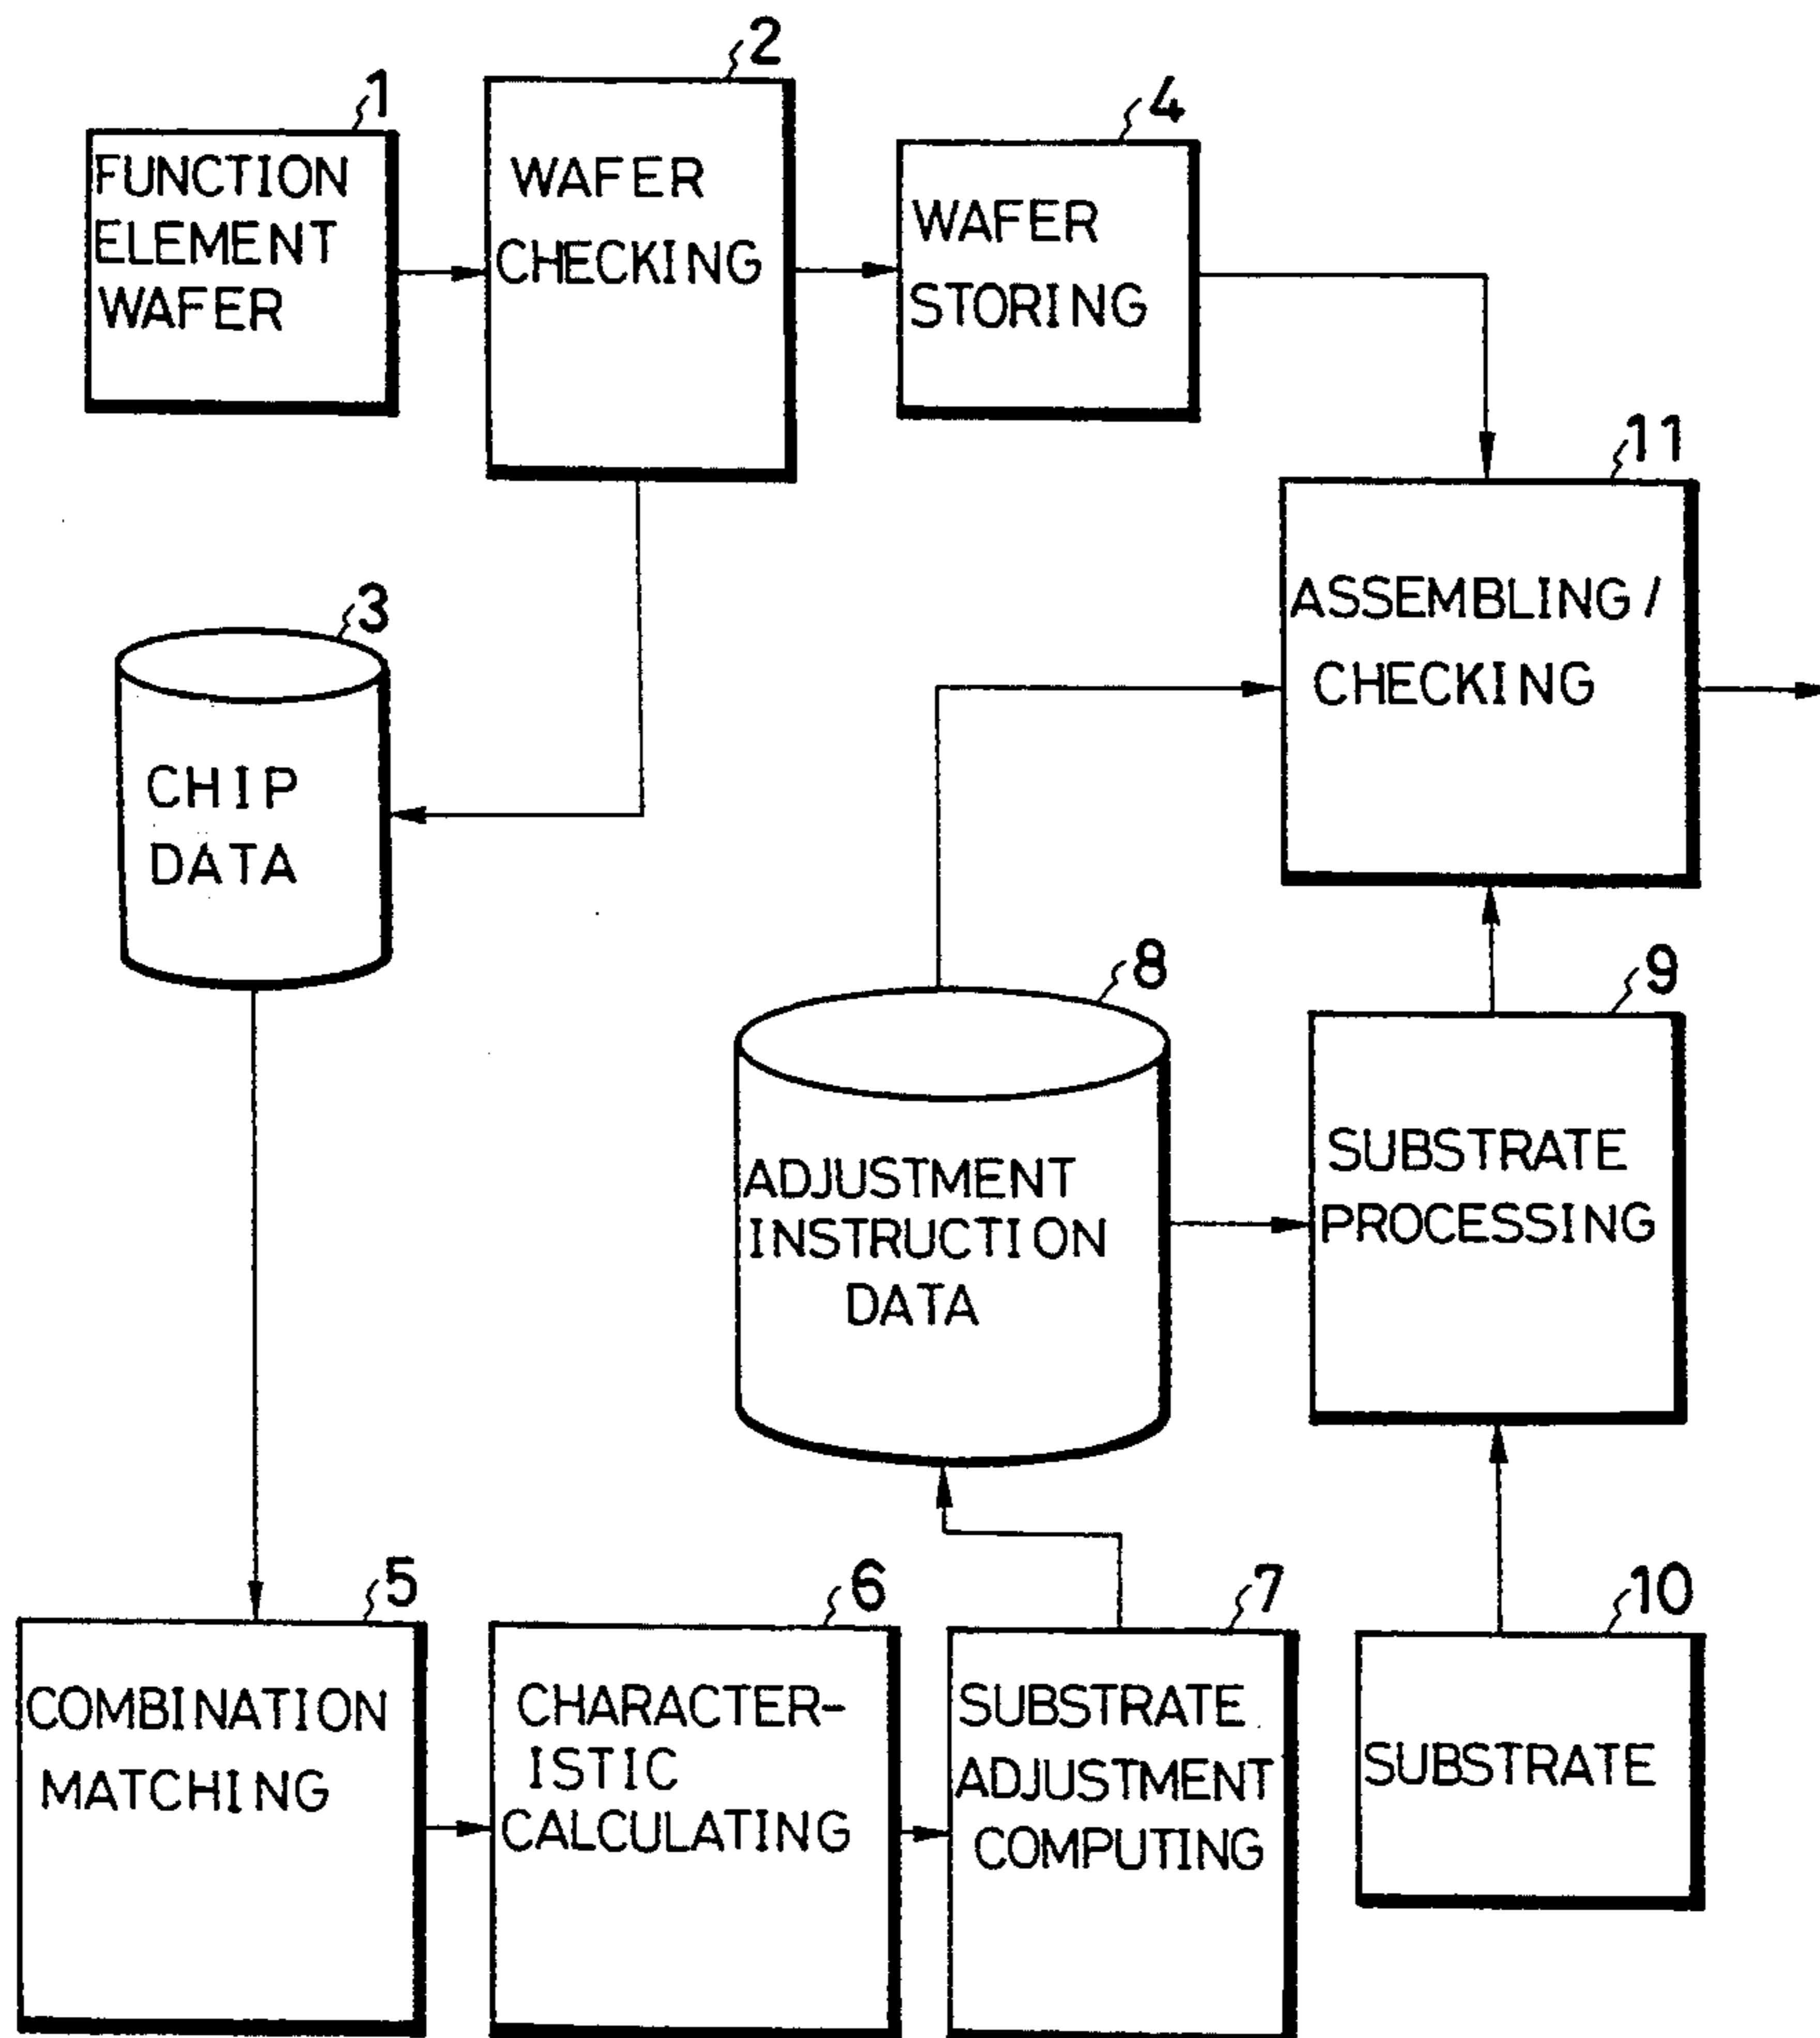 1
FUNCTION
ELEMENT
WAFER
2
WAFER
CHECKING
4
WAFER
STORING
3
CHIP
DATA
11
ASSEMBLING/
CHECKING
8
ADJUSTMENT
INSTRUCTION
DATA
9
SUBSTRATE
PROCESSING
5
COMBINATION
MATCHING
6
CHARACTER-
ISTIC
CALCULATING
7
SUBSTRATE
ADJUSTMENT
COMPUTING
10
SUBSTRATE